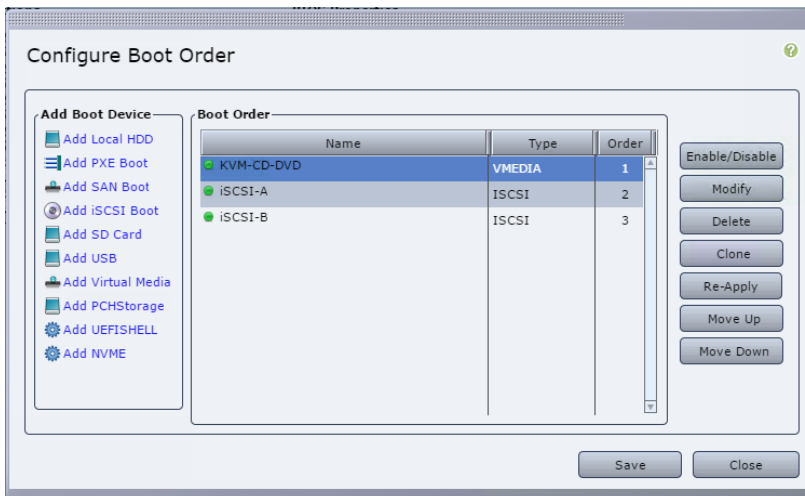 Configure Boot Order
Add Boot Device
Add Local HDD
Add PXE Boot
Add SAN Boot
Add iSCSI Boot
Add SD Card
Add USB
Add Virtual Media
Add PCHStorage
Add UEFISHELL
Add NVME
Boot Order
Name Type Order
KVM-CD-DVD VMEDIA 1
iSCSI-A ISCSI 2
iSCSI-B ISCSI 3
Enable/Disable
Modify
Delete
Clone
Re-Apply
Move Up
Move Down
Save Close